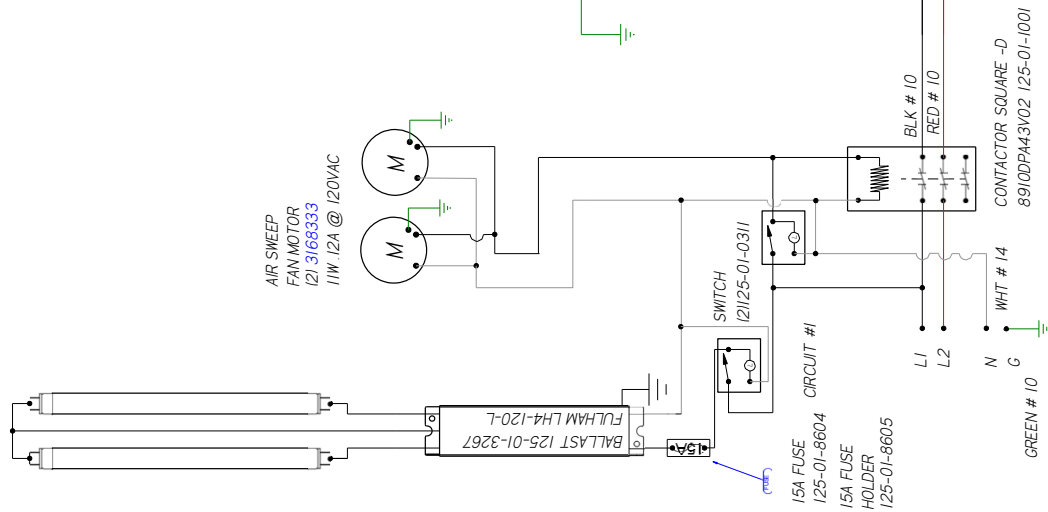 AIR SWEEP
FAN MOTOR
(2) 3168333
11W .12A @ 120VAC
M
M
BLK # 10
RED # 10
CONTACTOR SQUARE -D
8910DPA43V02 125-01-1001
SWITCH
(2)125-01-0311
L
L
WHT # 14
L1
L2
N
G
GREEN # 10
CIRCUIT #1
BALLAST 125-01-3267
FULHAM LH4-120-L
15A
(FUSE)
15A FUSE
125-01-8604
15A FUSE
HOLDER
125-01-8605